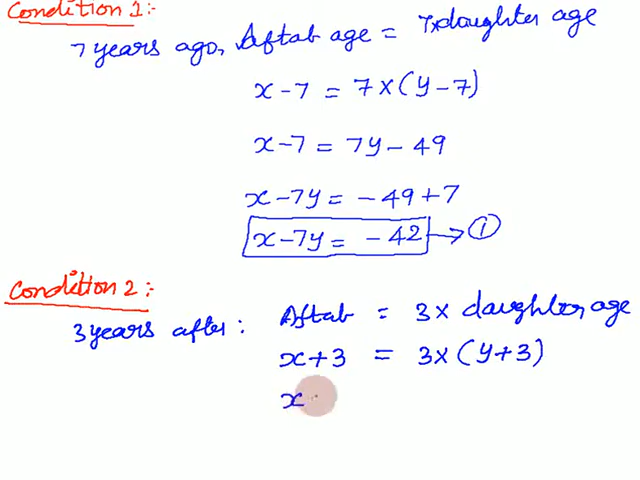 Condition 1:-
7 years ago, Aftab age = 7x daughter age
x - 7 = 7 x (y - 7)
x - 7 = 7y - 49
x - 7y = - 49 + 7
x - 7y = - 42 → ①
Condition 2:-
3 years after: Aftab = 3 x daughter age
x + 3 = 3 x (y + 3)
x